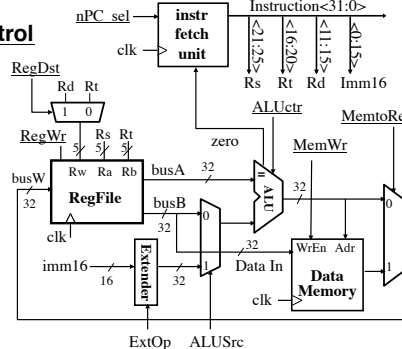 trol
nPC_sel
instr
fetch
unit
clk
Instruction<31:0>
<21:25>
<16:20>
<11:15>
<0:15>
Rs
Rt
Rd
Imm16
RegDst
Rd
Rt
1
0
ALUctr
MemtoRe
zero
RegWr
Rs
Rt
MemWr
5
5
5
busW
32
Rw
Ra
Rb
RegFile
clk
busA
32
busB
32
=
ALU
32
0
0
32
WrEn
Adr
Data In
Data
Memory
clk
imm16
16
Extender
32
1
1
ExtOp
ALUSrc